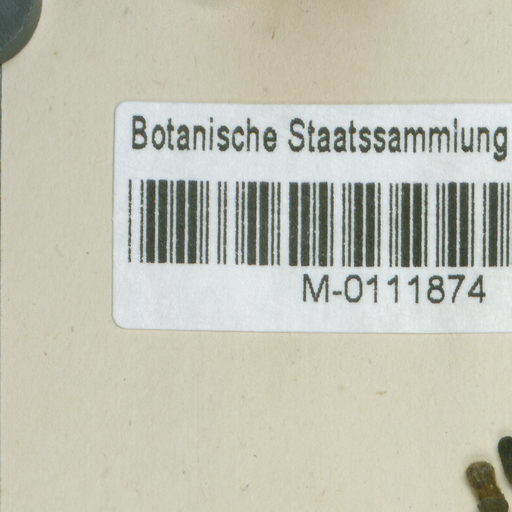 Botanische Staatssammlung
M-0111874